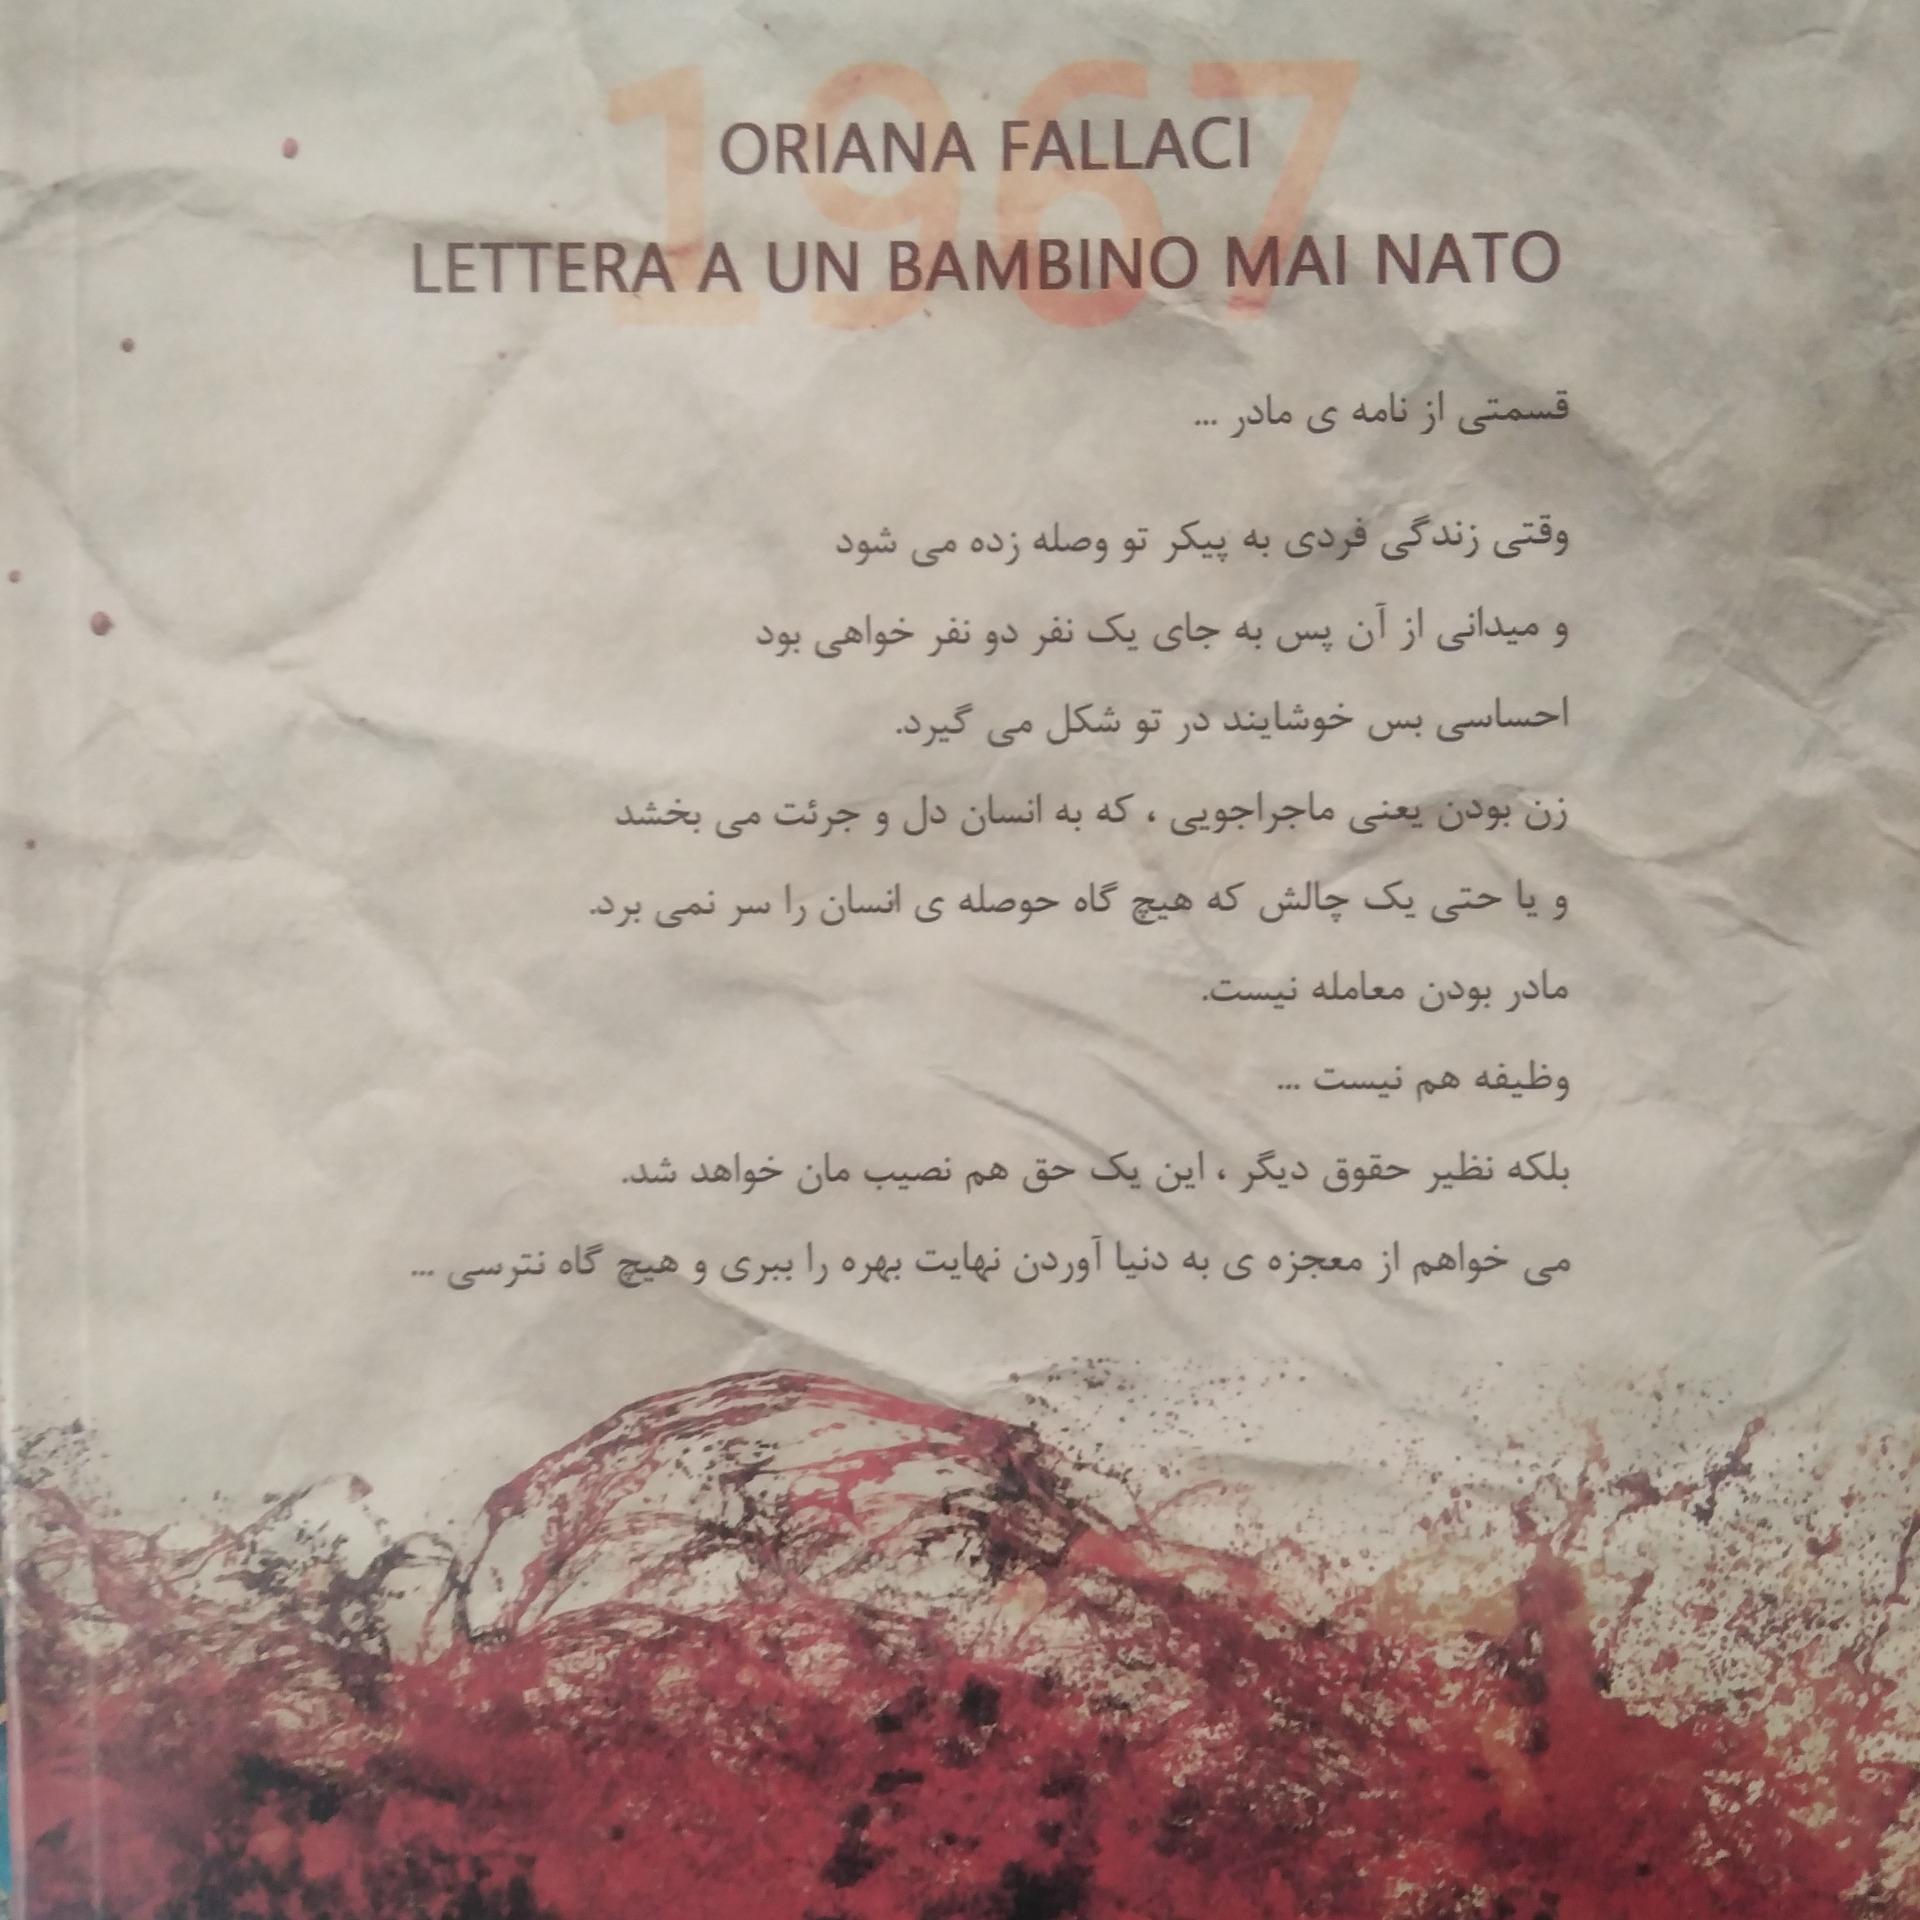 1967
ORIANA FALLACI
LETTERA A UN BAMBINO MAI NATO
قسمتی از نامه ی مادر ...
وقتی زندگی فردی به پیکر تو وصله زده می شود
و میدانی از آن پس به جای یک نفر دو نفر خواهی بود
احساسی بس خوشایند در تو شکل می گیرد.
زن بودن یعنی ماجراجویی ، که به انسان دل و جرئت می بخشد
و یا حتی یک چالش که هیچ گاه حوصله ی انسان را سر نمی برد.
مادر بودن معامله نیست.
وظیفه هم نیست ...
بلکه نظیر حقوق دیگر ، این یک حق هم نصیب مان خواهد شد.
می خواهم از معجزه ی به دنیا آوردن نهایت بهره را ببری و هیچ گاه نترسی ...